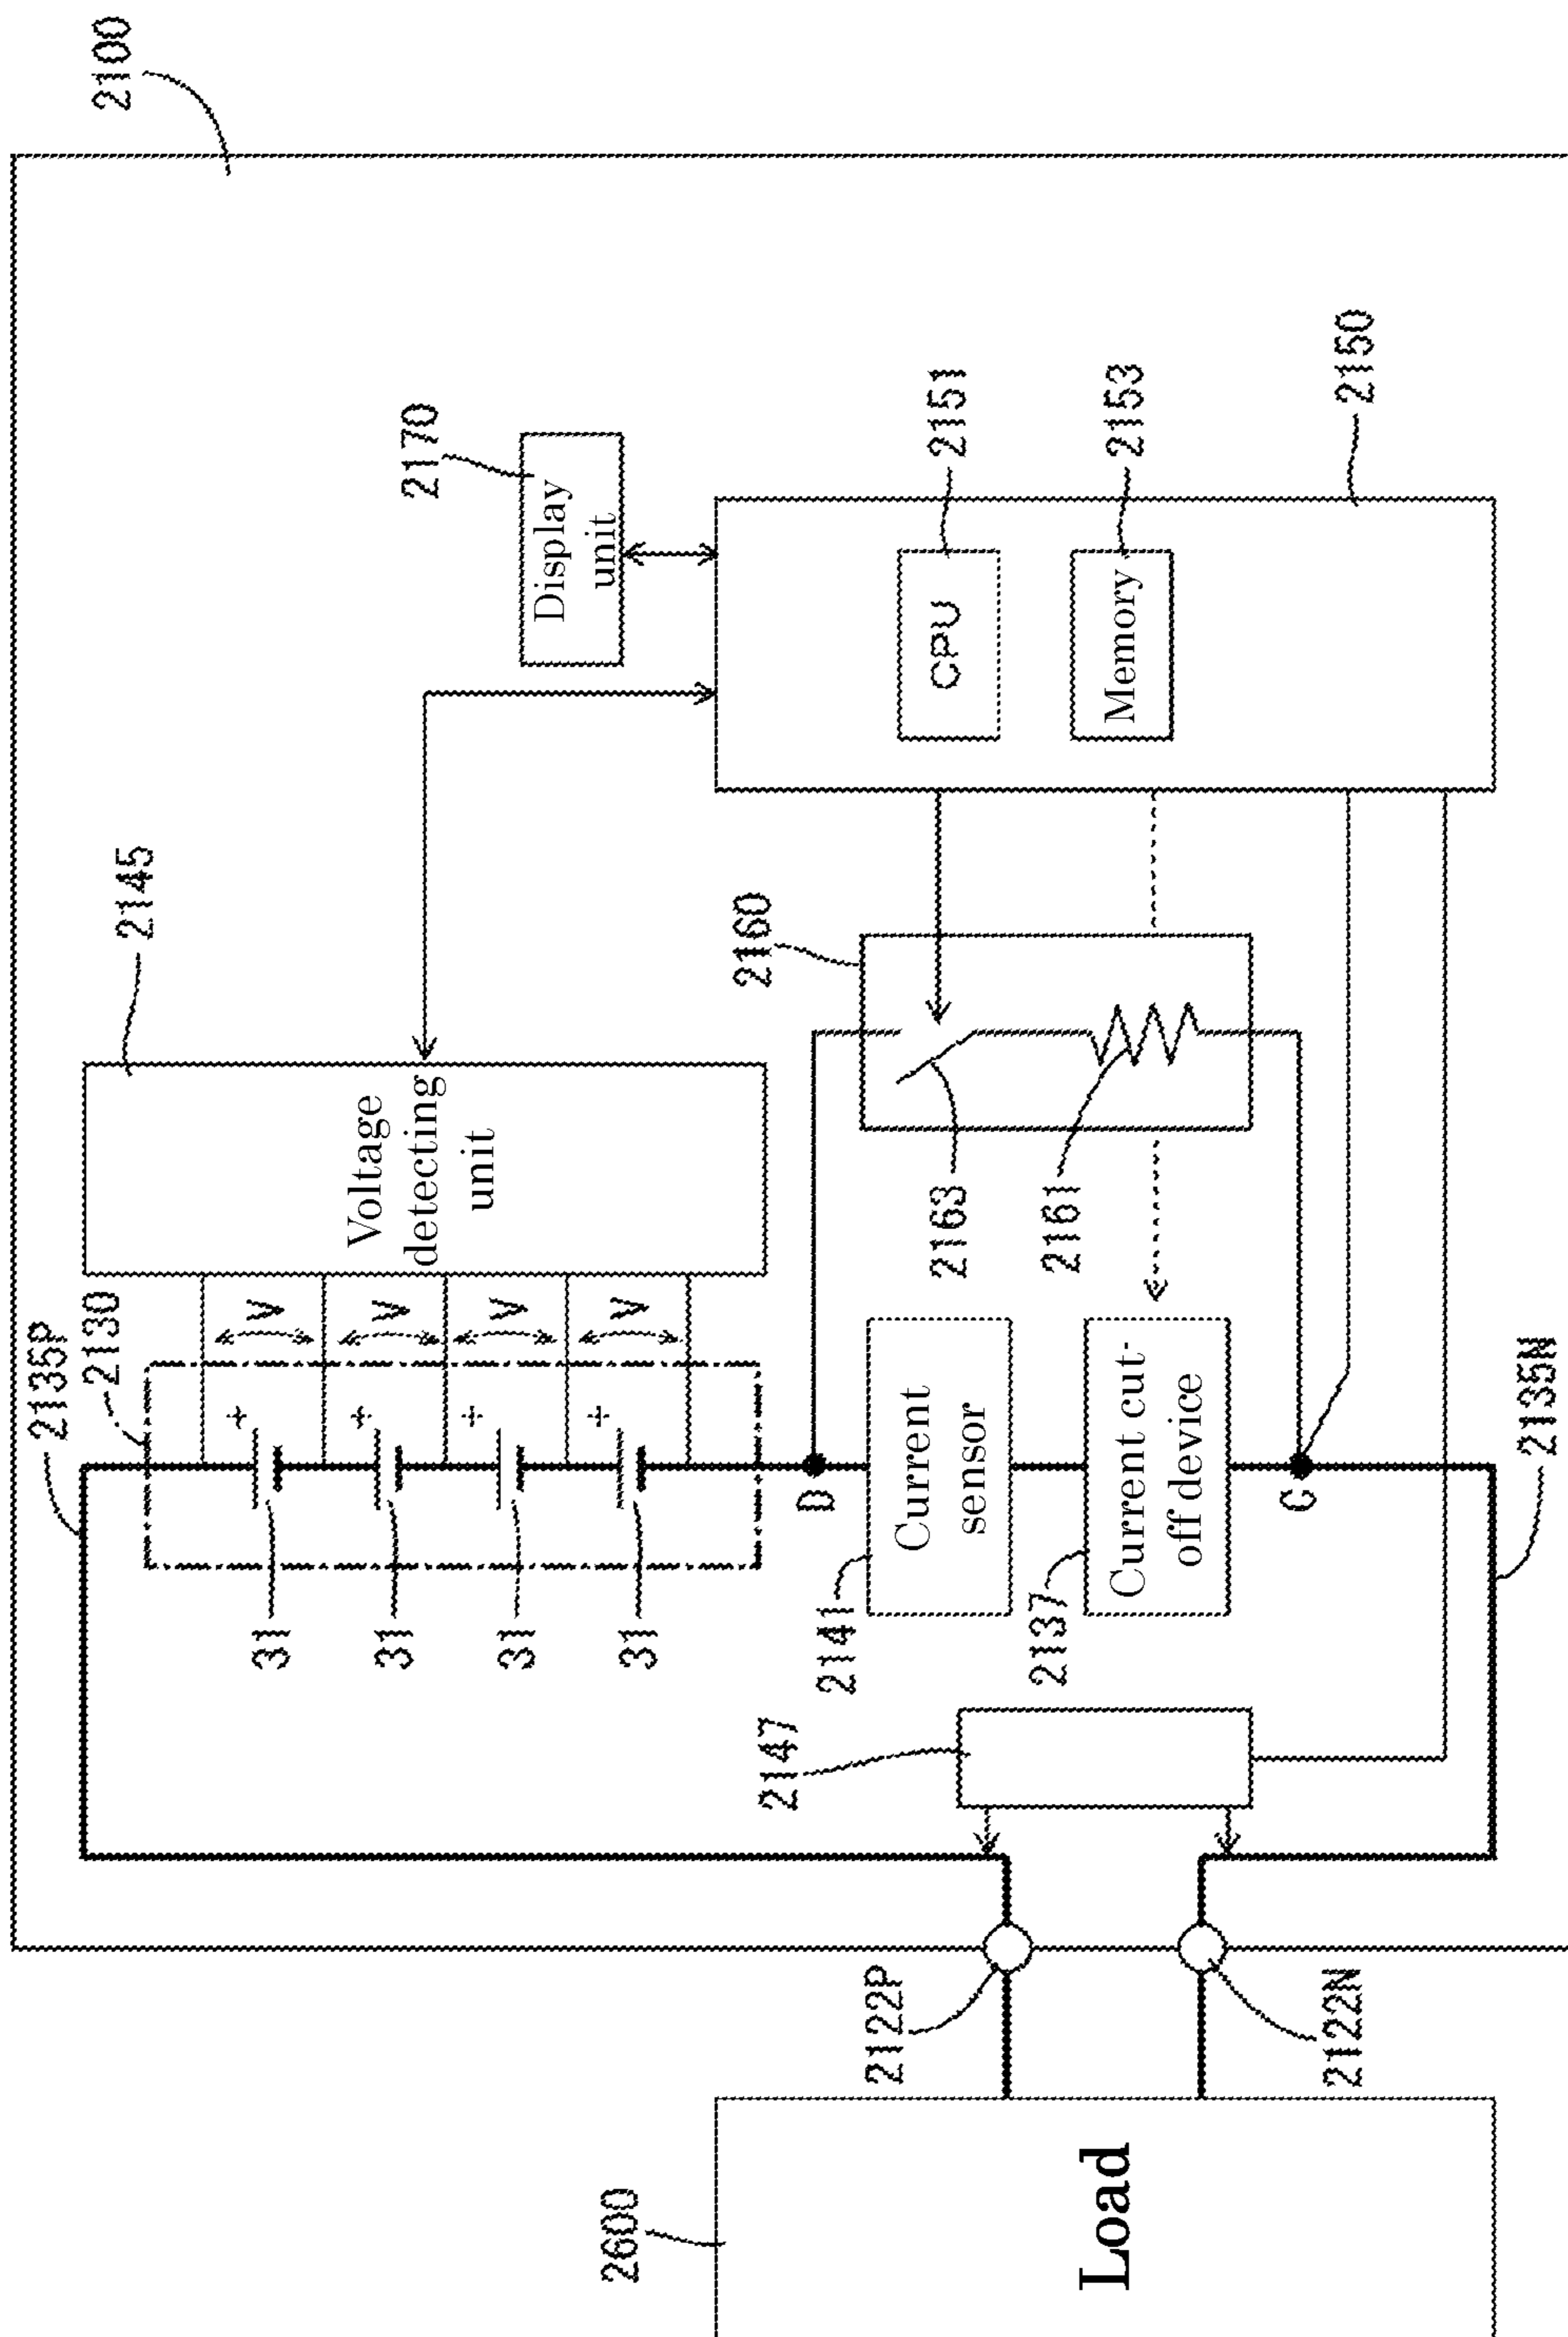 2135P
2130
2145
2100
31
+
V
31
+
V
31
+
V
31
+
V
Voltage
detecting
unit
2170
Display
unit
2600
2147
2141
D
2160
2122P
Current
sensor
2163
CPU
2151
2137
2161
Load
Current cut-
off device
Memory
2153
2122N
G
2150
2135N